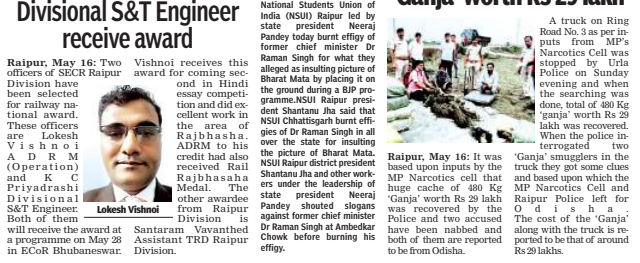 Divisional S&T Engineer
receive award
Raipur, May 16: Two
officers of SECR Raipur
Division have
been selected
for railway na-
tional award.
These officers
are Lokesh
Vishnoi
A D R M
(Operation)
and K C
Priyadrashi
Divisional
S&T Engineer.
Both of them
will receive the award at
a programme on May 28
in ECoR Bhubaneswar.
Lokesh Vishnoi
Vishnoi receives this
award for coming sec-
ond in Hindi
essay competi-
tion and did ex-
cellent work in
the area of
Rajbhasha.
ADRM to his
credit had also
received Rail
Rajbhasaha
Medal. The
other awardee
from Raipur
Division is
Santaram Vavanthed
Assistant TRD Raipur
Division.
National Students Union of
India (NSUI) Raipur led by
state president Neeraj
Pandey today burnt effigy of
former chief minister Dr
Raman Singh for what they
alleged as insulting picture of
Bharat Mata by placing it on
the ground during a BJP pro-
gramme.NSUI Raipur presi-
dent Shantanu Jha said that
NSUI Chhattisgarh burnt effi-
gies of Dr Raman Singh in all
over the state for insulting
the picture of Bharat Mata.
NSUI Raipur district president
Shantanu Jha and other work-
ers under the leadership of
state president Neeraj
Pandey shouted slogans
against former chief minister
Dr Raman Singh at Ambedkar
Chowk before burning his
effigy.
'Ganja' worth Rs 29 lakh
Raipur, May 16: It was
based upon inputs by the
MP Narcotics cell that
huge cache of 480 Kg
'Ganja' worth Rs 29 lakh
was recovered by the
Police and two accused
have been nabbed and
both of them are reported
to be from Odisha.
A truck on Ring
Road No. 3 as per in-
puts from MP's
Narcotics Cell was
stopped by Urla
Police on Sunday
evening and when
the searching was
done, total of 480 Kg
'ganja' worth Rs 29
lakh was recovered.
When the police in-
terrogated two
'Ganja' smugglers in the
truck they got some clues
and based upon which the
MP Narcotics Cell and
Raipur Police left for
O d i s h a .
The cost of the 'Ganja'
along with the truck is re-
ported to be that of around
Rs 29 lakhs.